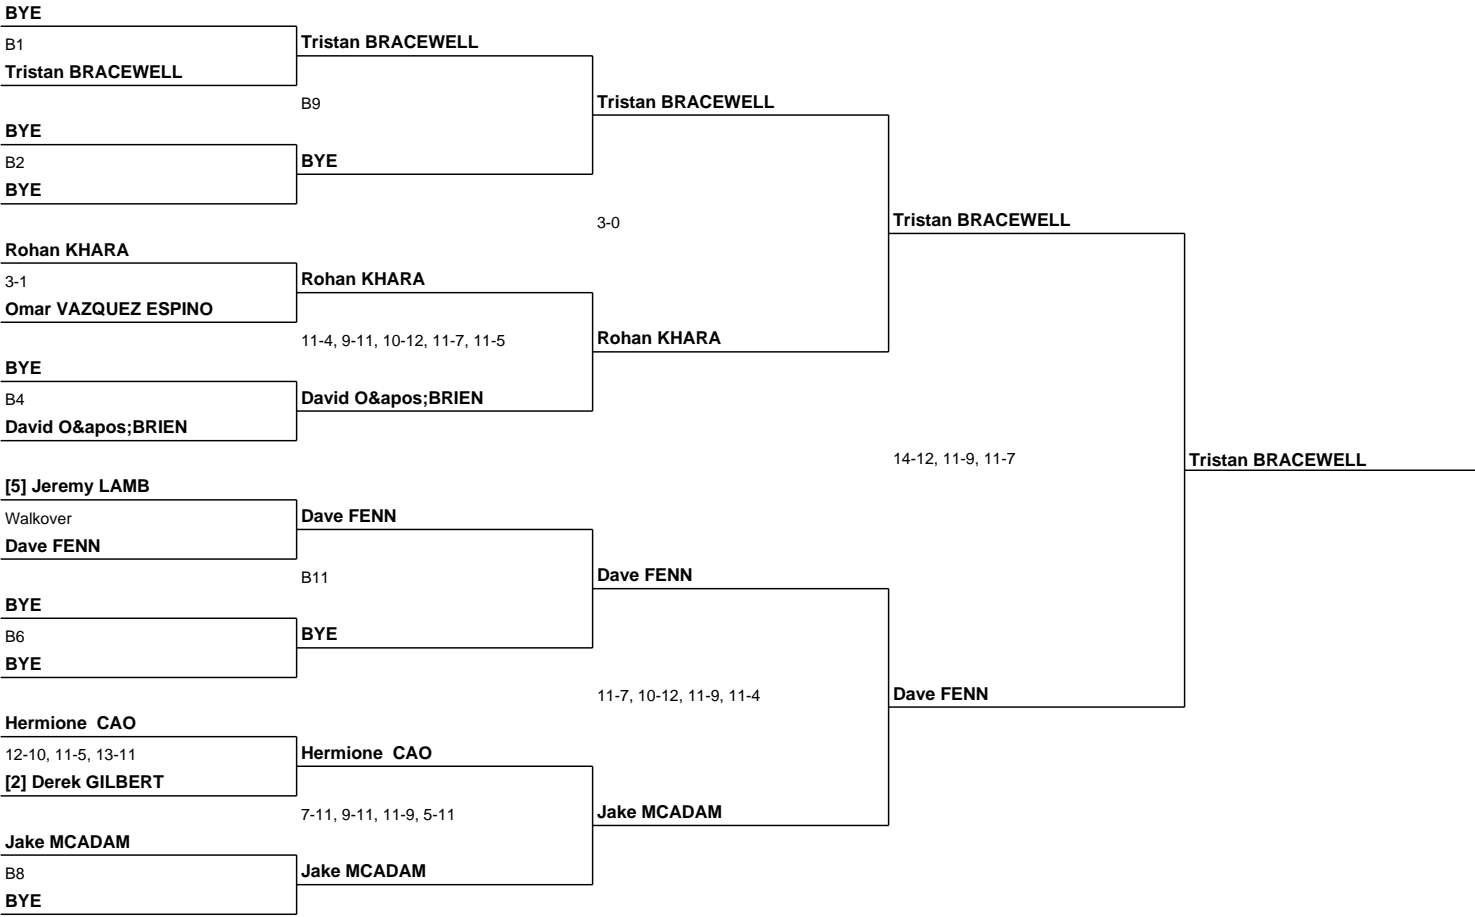 BYE
B1
Tristan BRACEWELL
Tristan BRACEWELL
B9
Tristan BRACEWELL
BYE
B2
BYE
BYE
3-0
Tristan BRACEWELL
Rohan KHARA
3-1
Rohan KHARA
Omar VAZQUEZ ESPINO
11-4, 9-11, 10-12, 11-7, 11-5
Rohan KHARA
BYE
B4
David O&apos;BRIEN
David O&apos;BRIEN
14-12, 11-9, 11-7
Tristan BRACEWELL
[5] Jeremy LAMB
Walkover
Dave FENN
Dave FENN
B11
Dave FENN
BYE
B6
BYE
BYE
11-7, 10-12, 11-9, 11-4
Dave FENN
Hermione  CAO
12-10, 11-5, 13-11
Hermione  CAO
[2] Derek GILBERT
7-11, 9-11, 11-9, 5-11
Jake MCADAM
Jake MCADAM
B8
Jake MCADAM
BYE